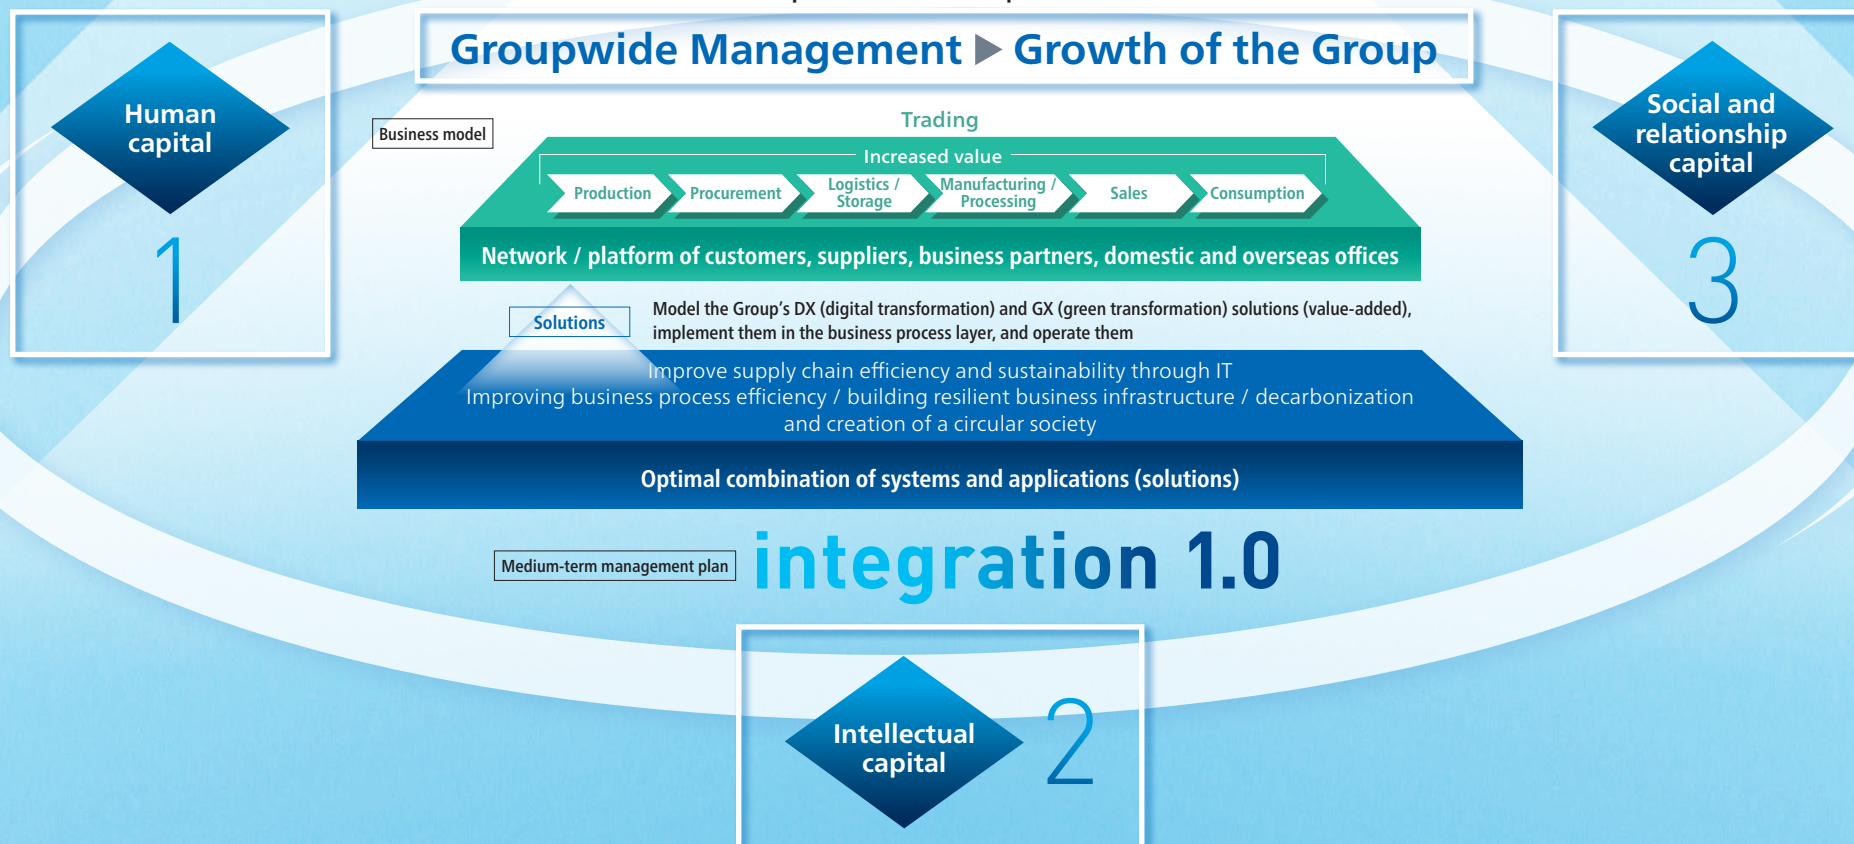 Groupwide Management ▶ Growth of the Group
Human
capital
1
Social and
relationship
capital
3
Business model
Trading
Increased value
Production
Procurement
Logistics /
Storage
Manufacturing /
Processing
Sales
Consumption
Network / platform of customers, suppliers, business partners, domestic and overseas offices
Solutions
Model the Group’s DX (digital transformation) and GX (green transformation) solutions (value-added),
implement them in the business process layer, and operate them
Improve supply chain efficiency and sustainability through IT
Improving business process efficiency / building resilient business infrastructure / decarbonization
and creation of a circular society
Optimal combination of systems and applications (solutions)
Medium-term management plan
integration 1.0
Intellectual
capital
2